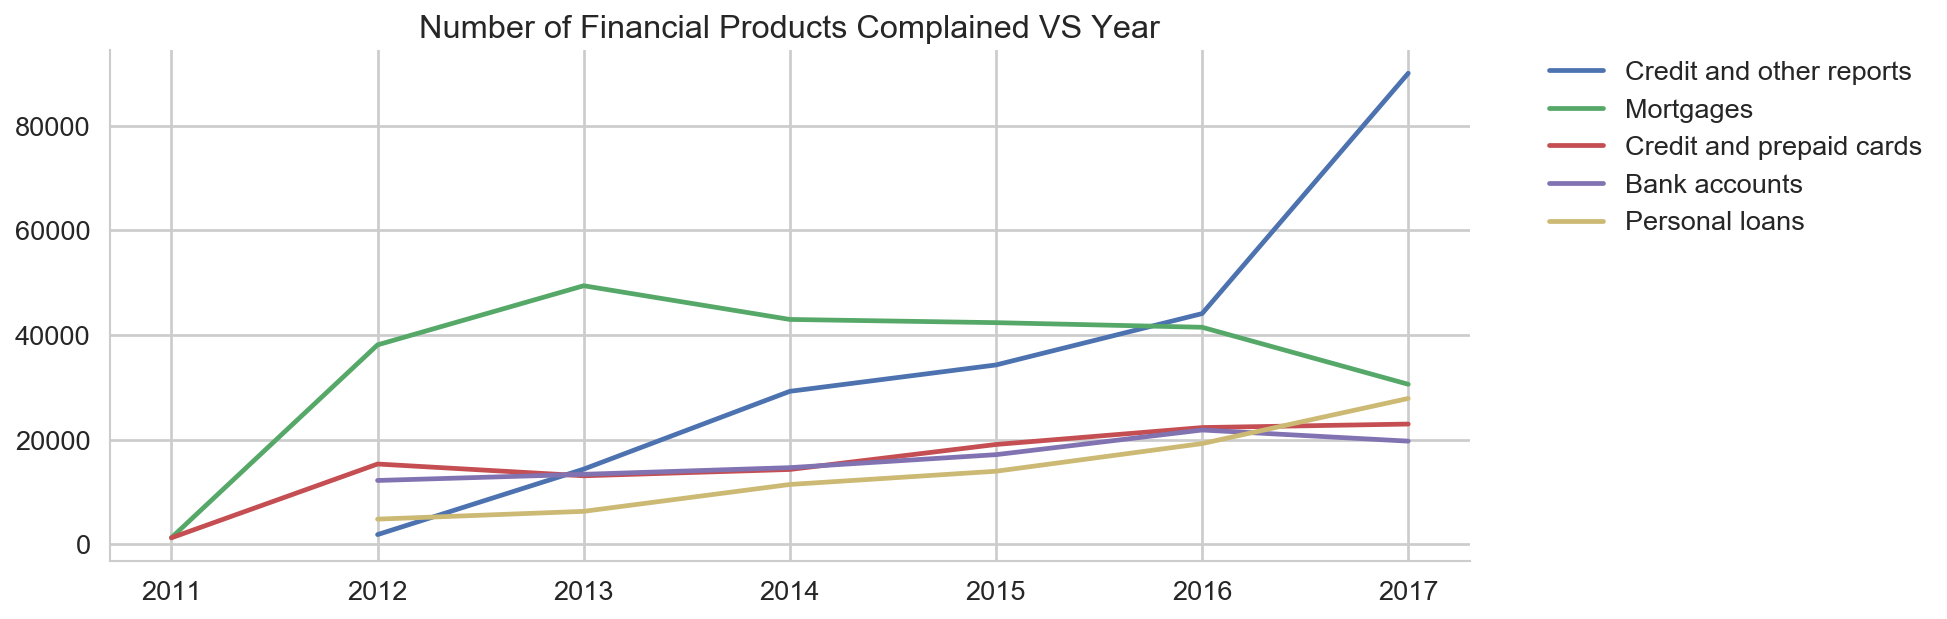 Number of Financial Products Complained VS Year
80000
60000
40000
20000
0
2011 2012 2013 2014 2015 2016 2017
Credit and other reports
Mortgages
Credit and prepaid cards
Bank accounts
Personal loans